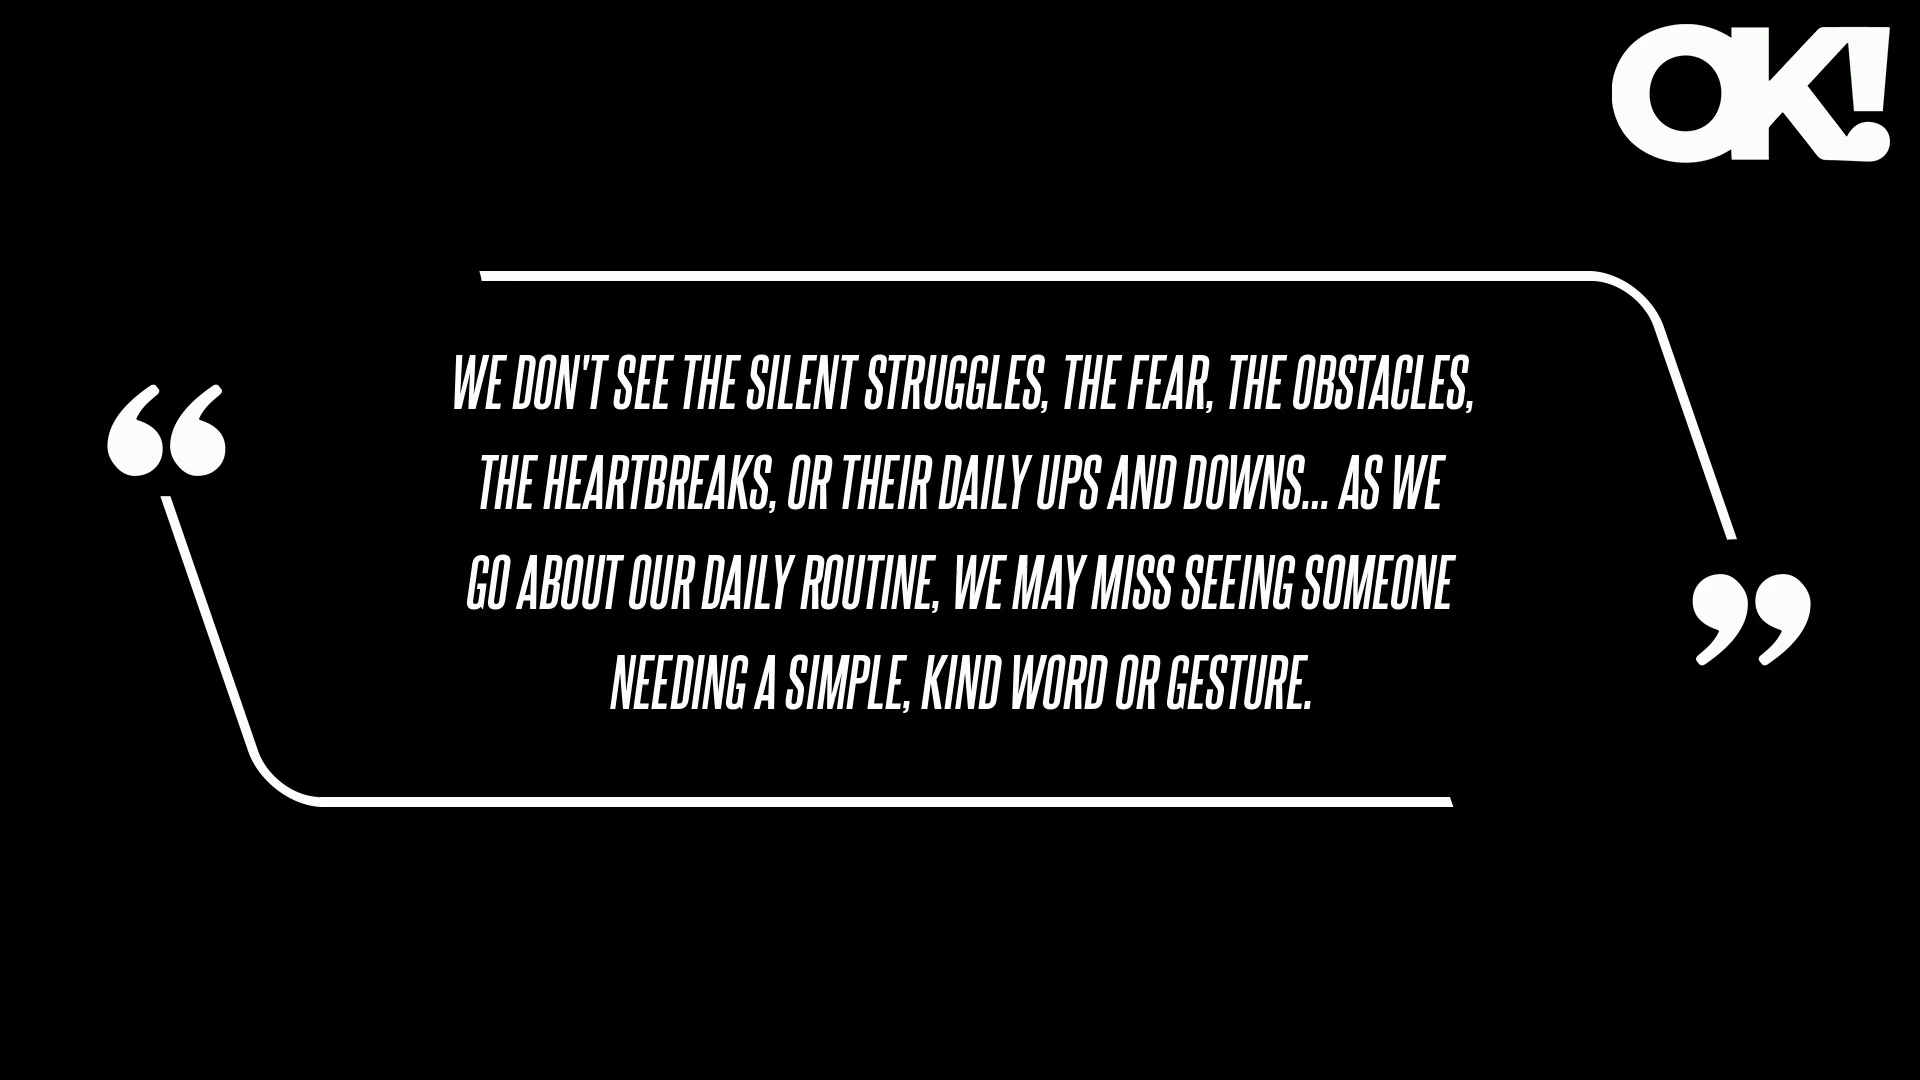 OK!
WE DON'T SEE THE SILENT STRUGGLES, THE FEAR, THE OBSTACLES,
THE HEARTBREAKS, OR THEIR DAILY UPS AND DOWNS... AS WE
GO ABOUT OUR DAILY ROUTINE, WE MAY MISS SEEING SOMEONE
NEEDING A SIMPLE, KIND WORD OR GESTURE.